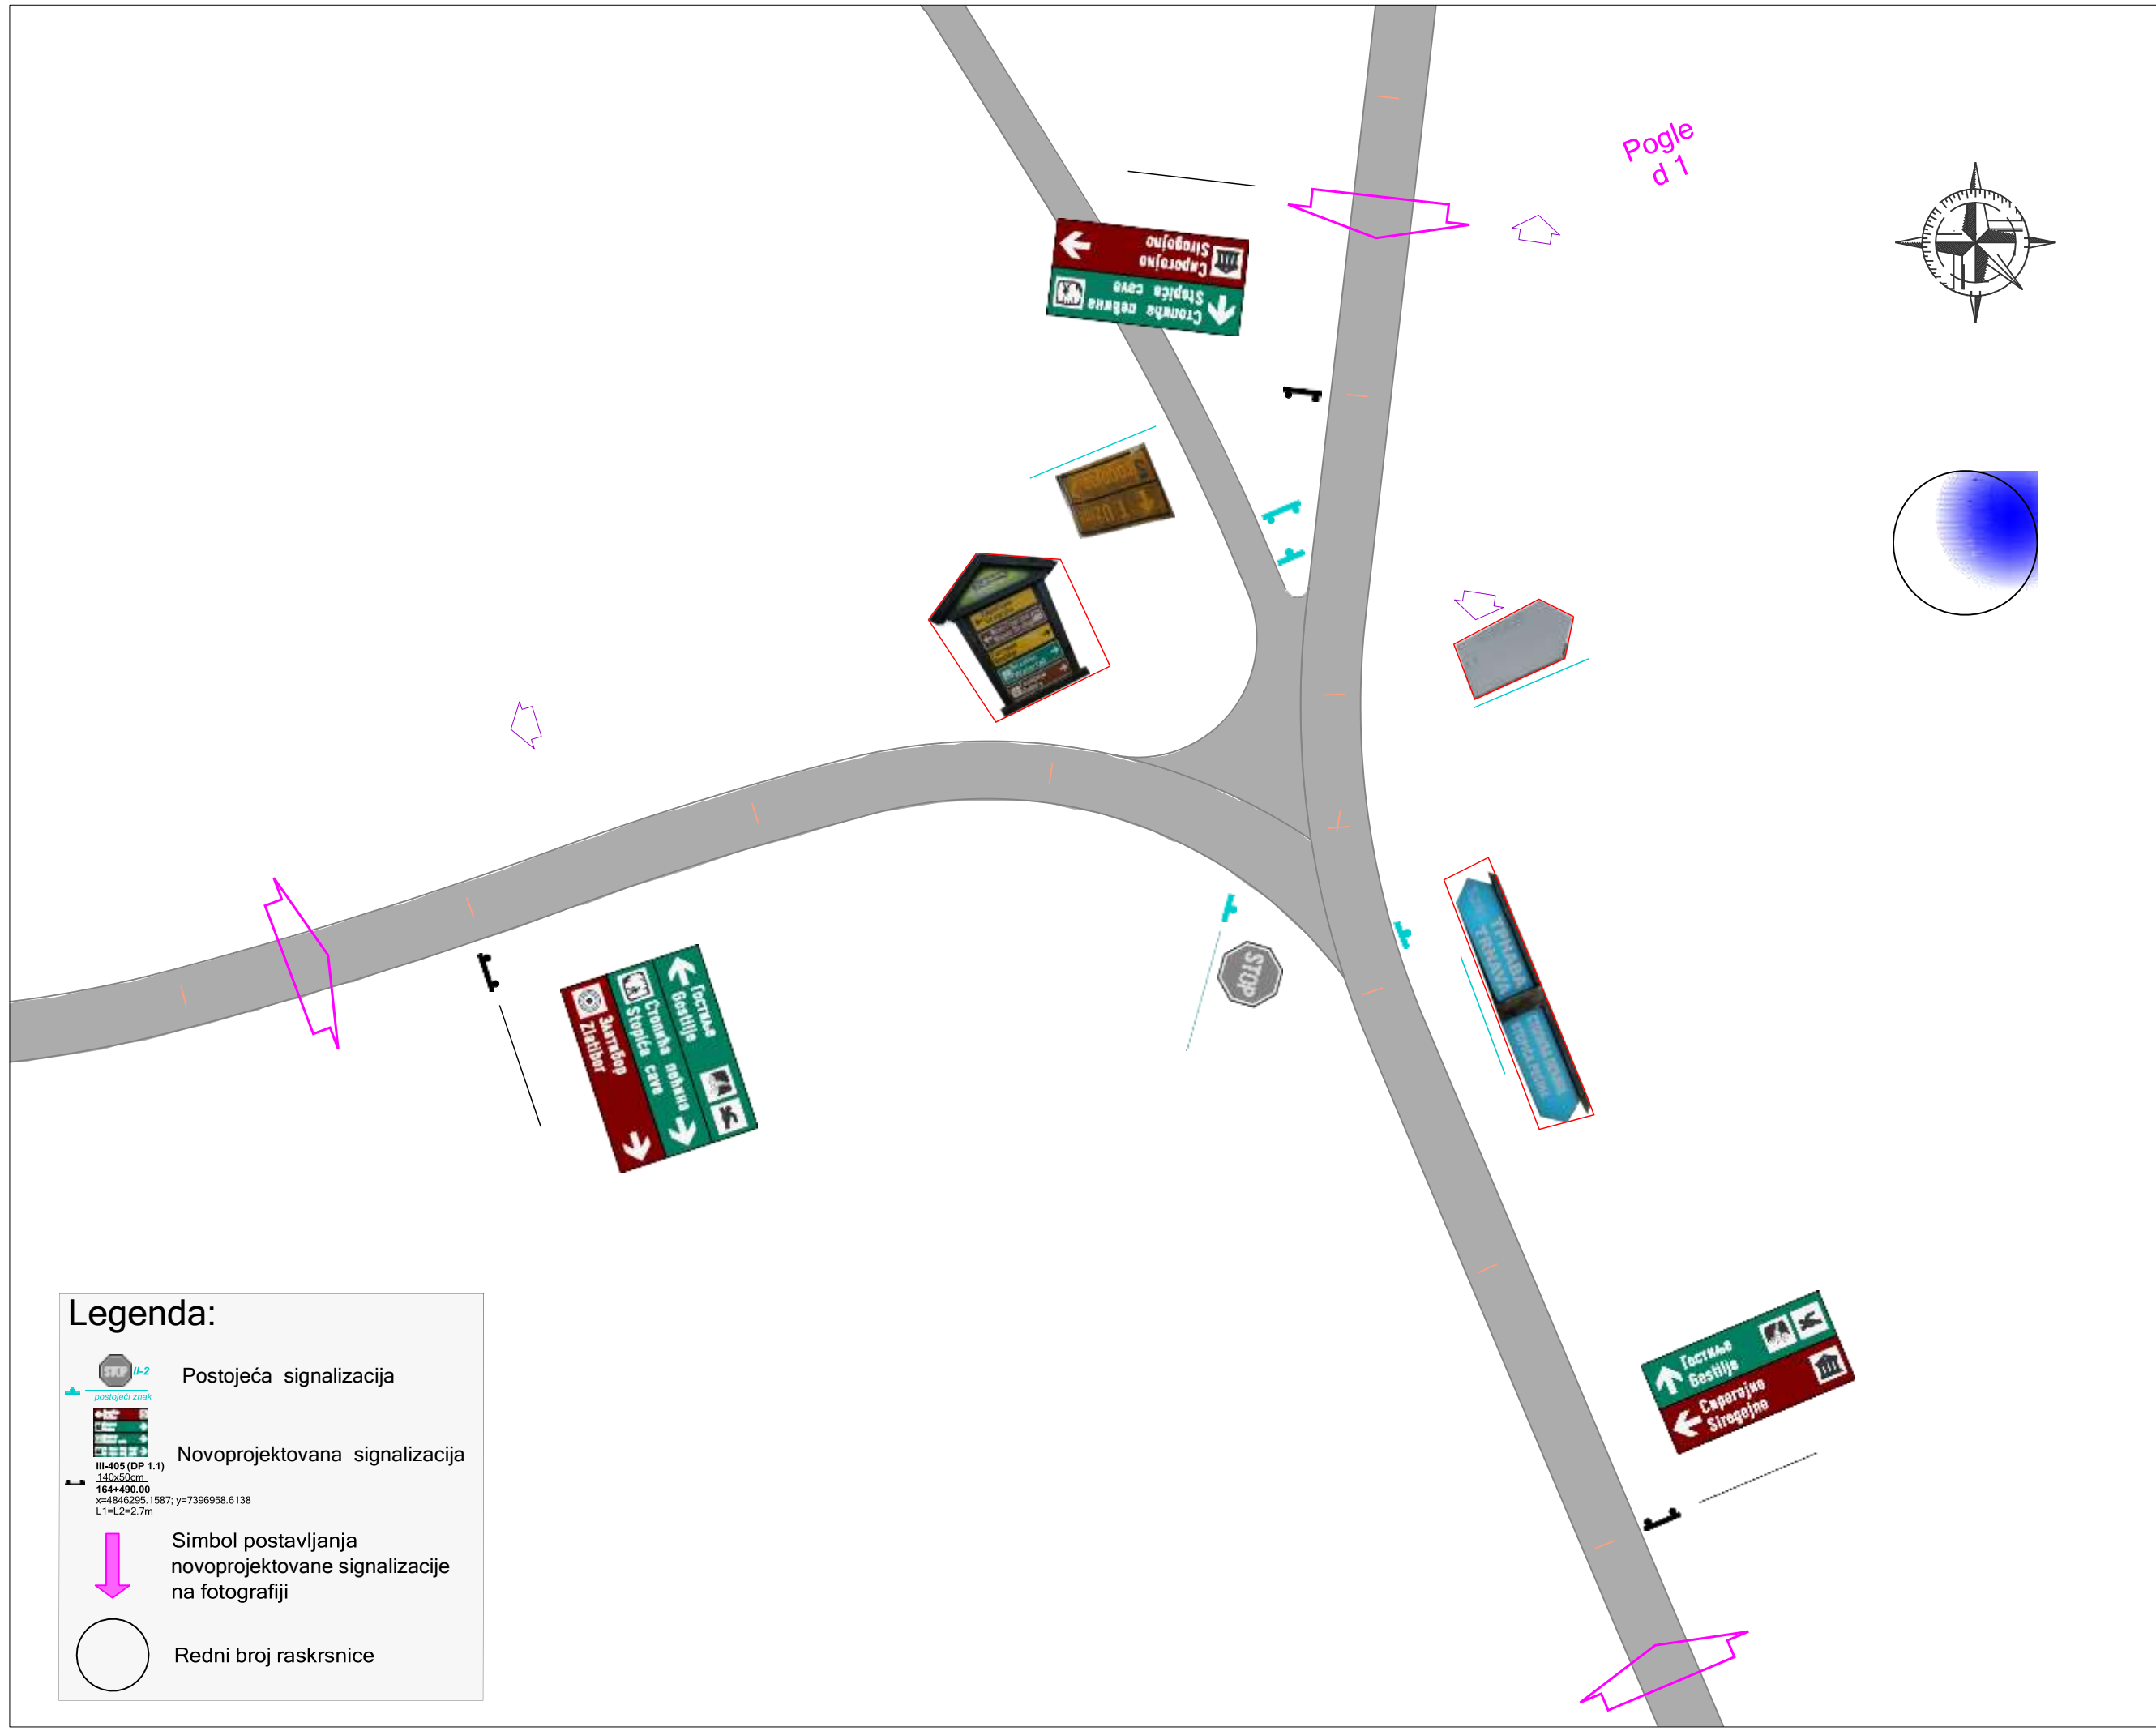 Pogle
d 1
Сирогојно
Sirogojno
Стопића пећина
Stopića cave
STOP
TPHABA
TRNAVA
Гостиље
Gostilje
Стопића пећина
Stopića cave
Златибор
Zlatibor
Гостиље
Gostilje
Сирогојно
Sirogojno
Legenda:
STOP II-2
postojeći znak
Postojeća signalizacija
Novoprojektovana signalizacija
III-405 (DP 1.1)
140x50cm
164+490.00
x=4846295.1587; y=7396958.6138
L1=L2=2.7m
Simbol postavljanja
novoprojektovane signalizacije
na fotografiji
Redni broj raskrsnice